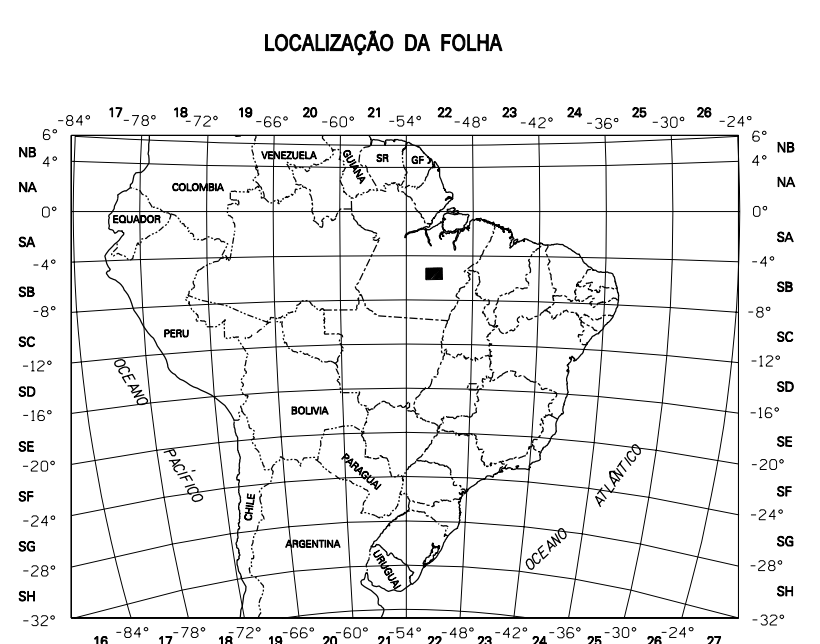 LOCALIZAÇÃO DA FOLHA
17 18 19 20 21 22 23 24 25 26
-84° -78° -72° -66° -60° -54° -48° -42° -36° -30° -24°
6° 6°
NB VENEZUELA GUIANA SR GF NB
4° 4°
NA COLOMBIA NA
0° EQUADOR 0°
SA SA
-4° -4°
SB SB
-8° -8°
SC PERU SC
-12° -12°
SD OCEANO SD
-16° BOLIVIA -16°
SE SE
-20° PACÍFICO PARAGUAI ATLÂNTICO -20°
SF CHILE SF
-24° -24°
SG ARGENTINA OCEANO SG
-28° URUGUAI -28°
SH SH
-32° -32°
-84° -78° -72° -66° -60° -54° -48° -42° -36° -30°
16 17 18 19 20 21 22 23 24 25 26 27